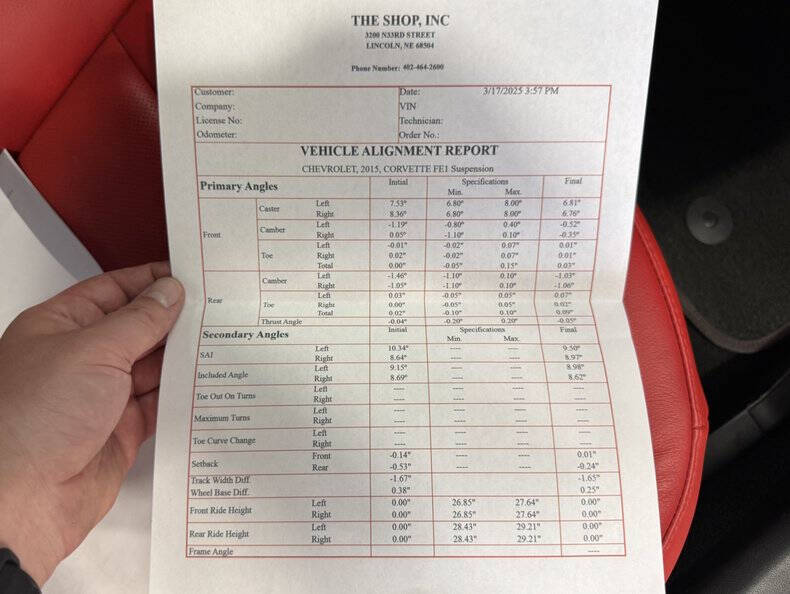 THE SHOP, INC
3200 N33RD STREET
LINCOLN, NE 68504
Phone Number: 402-464-2600
Customer: Date: 3/17/2025 3:57 PM
Company: VIN
License No: Technician:
Odometer: Order No.:
VEHICLE ALIGNMENT REPORT
CHEVROLET, 2015, CORVETTE FE1 Suspension
Primary Angles Initial Specifications Final
Min. Max.
Front Caster Left 7.53° 6.80° 8.00° 6.81°
Right 8.36° 6.80° 8.00° 6.76°
Camber Left -1.19° -0.80° 0.40° -0.52°
Right 0.05° -1.10° 0.10° -0.35°
Toe Left -0.01° -0.02° 0.07° 0.01°
Right 0.02° -0.02° 0.07° 0.01°
Total 0.00° -0.05° 0.15° 0.03°
Rear Camber Left -1.46° -1.10° 0.10° -1.03°
Right -1.05° -1.10° 0.10° -1.06°
Toe Left 0.03° -0.05° 0.05° 0.07°
Right 0.00° -0.05° 0.05° 0.02°
Total 0.02° -0.10° 0.10° 0.09°
Thrust Angle -0.04° -0.20° 0.20° -0.05°
Secondary Angles Initial Specifications Final
Min. Max.
SAI Left 10.34° ---- ---- 9.50°
Right 8.64° ---- ---- 8.97°
Included Angle Left 9.15° ---- ---- 8.98°
Right 8.69° ---- ---- 8.62°
Toe Out On Turns Left ---- ---- ---- ----
Right ---- ---- ---- ----
Maximum Turns Left ---- ---- ---- ----
Right ---- ---- ---- ----
Toe Curve Change Left ---- ---- ---- ----
Right ---- ---- ---- ----
Setback Front -0.14" ---- ---- 0.01"
Rear -0.53" ---- ---- -0.24"
Track Width Diff. -1.67" -1.65"
Wheel Base Diff. 0.38" 0.25"
Front Ride Height Left 0.00" 26.85" 27.64" 0.00"
Right 0.00" 26.85" 27.64" 0.00"
Rear Ride Height Left 0.00" 28.43" 29.21" 0.00"
Right 0.00" 28.43" 29.21" 0.00"
Frame Angle ----